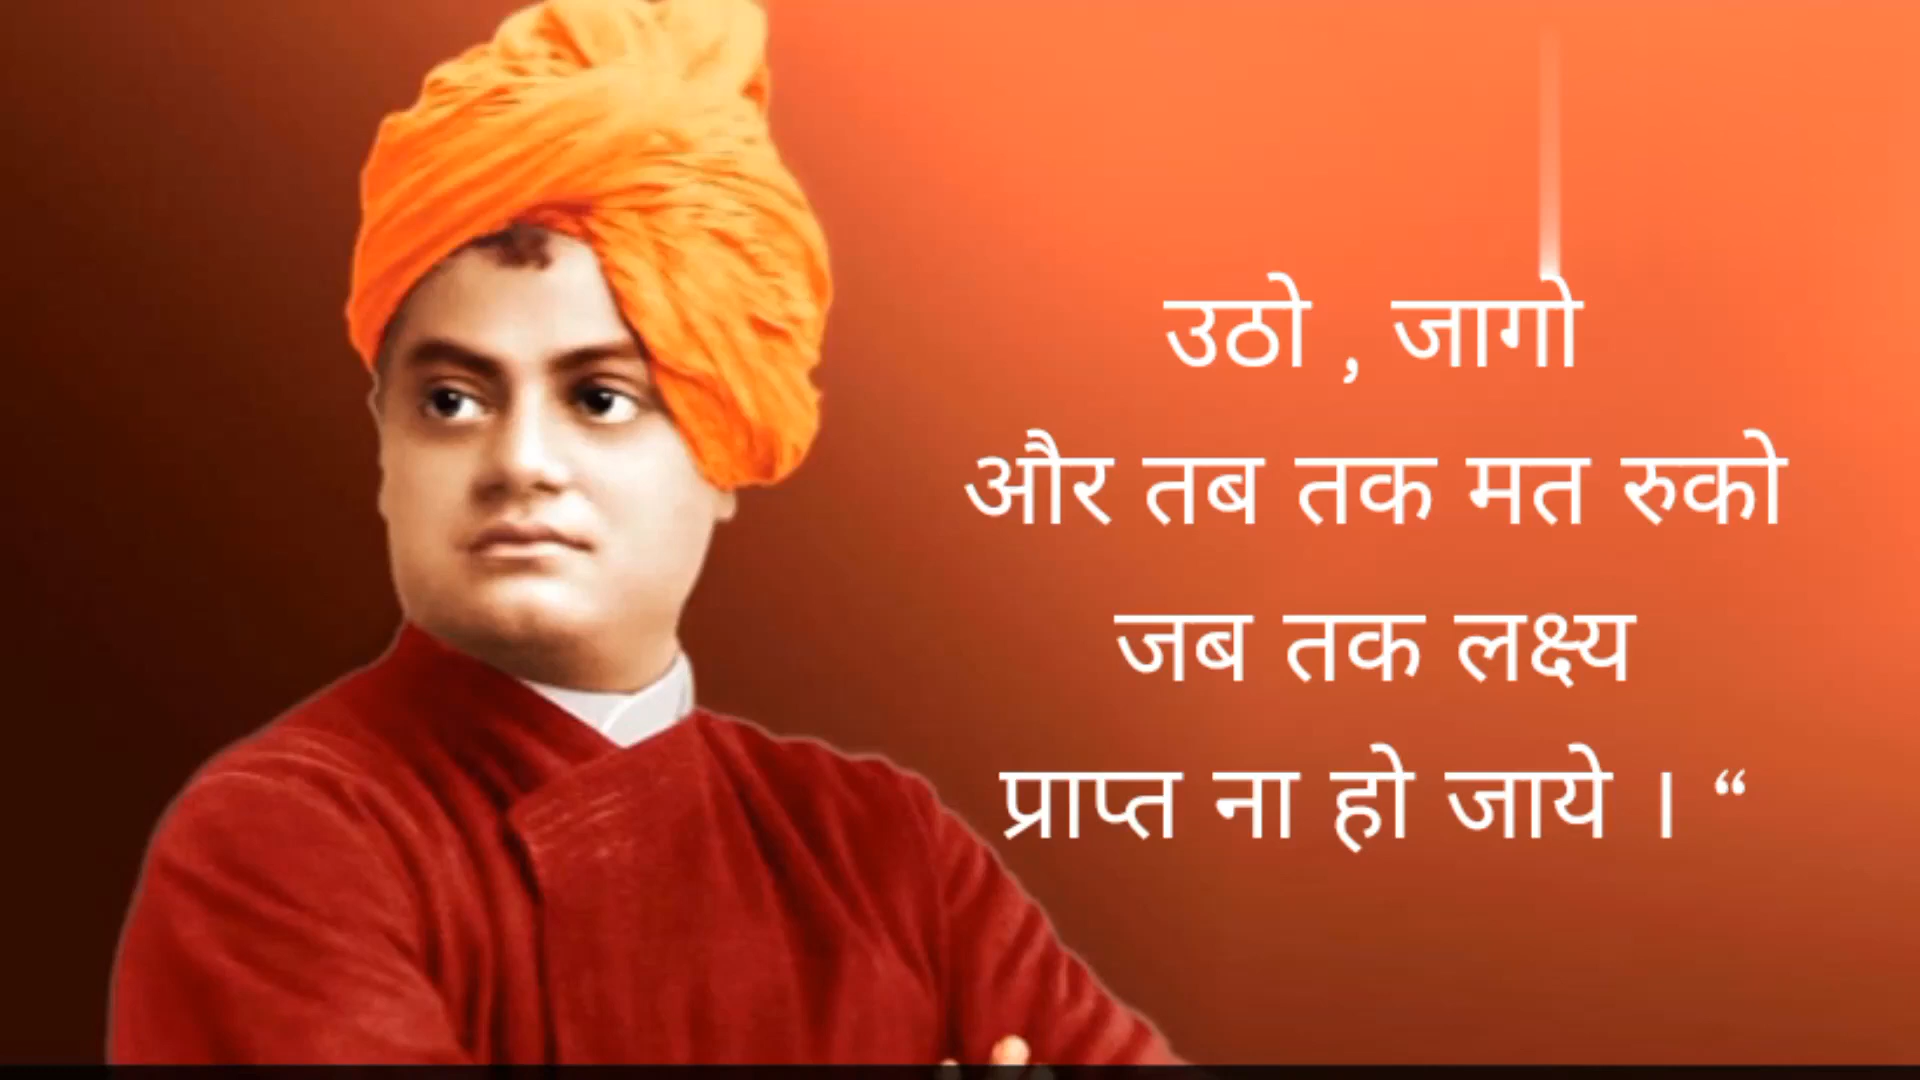 उठो , जागो
और तब तक मत रुको
जब तक लक्ष्य
प्राप्त ना हो जाये । “